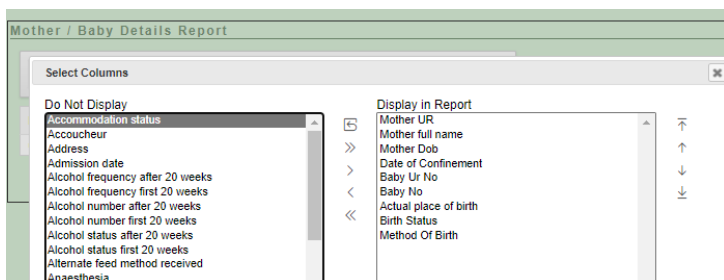 Mother / Baby Details Report
Select Columns
Do Not Display
Accommodation status
Accoucheur
Address
Admission date
Alcohol frequency after 20 weeks
Alcohol frequency first 20 weeks
Alcohol number after 20 weeks
Alcohol number first 20 weeks
Alcohol status after 20 weeks
Alcohol status first 20 weeks
Alternate feed method received
Anaesthesia
Display in Report
Mother UR
Mother full name
Mother Dob
Date of Confinement
Baby Ur No
Baby No
Actual place of birth
Birth Status
Method Of Birth